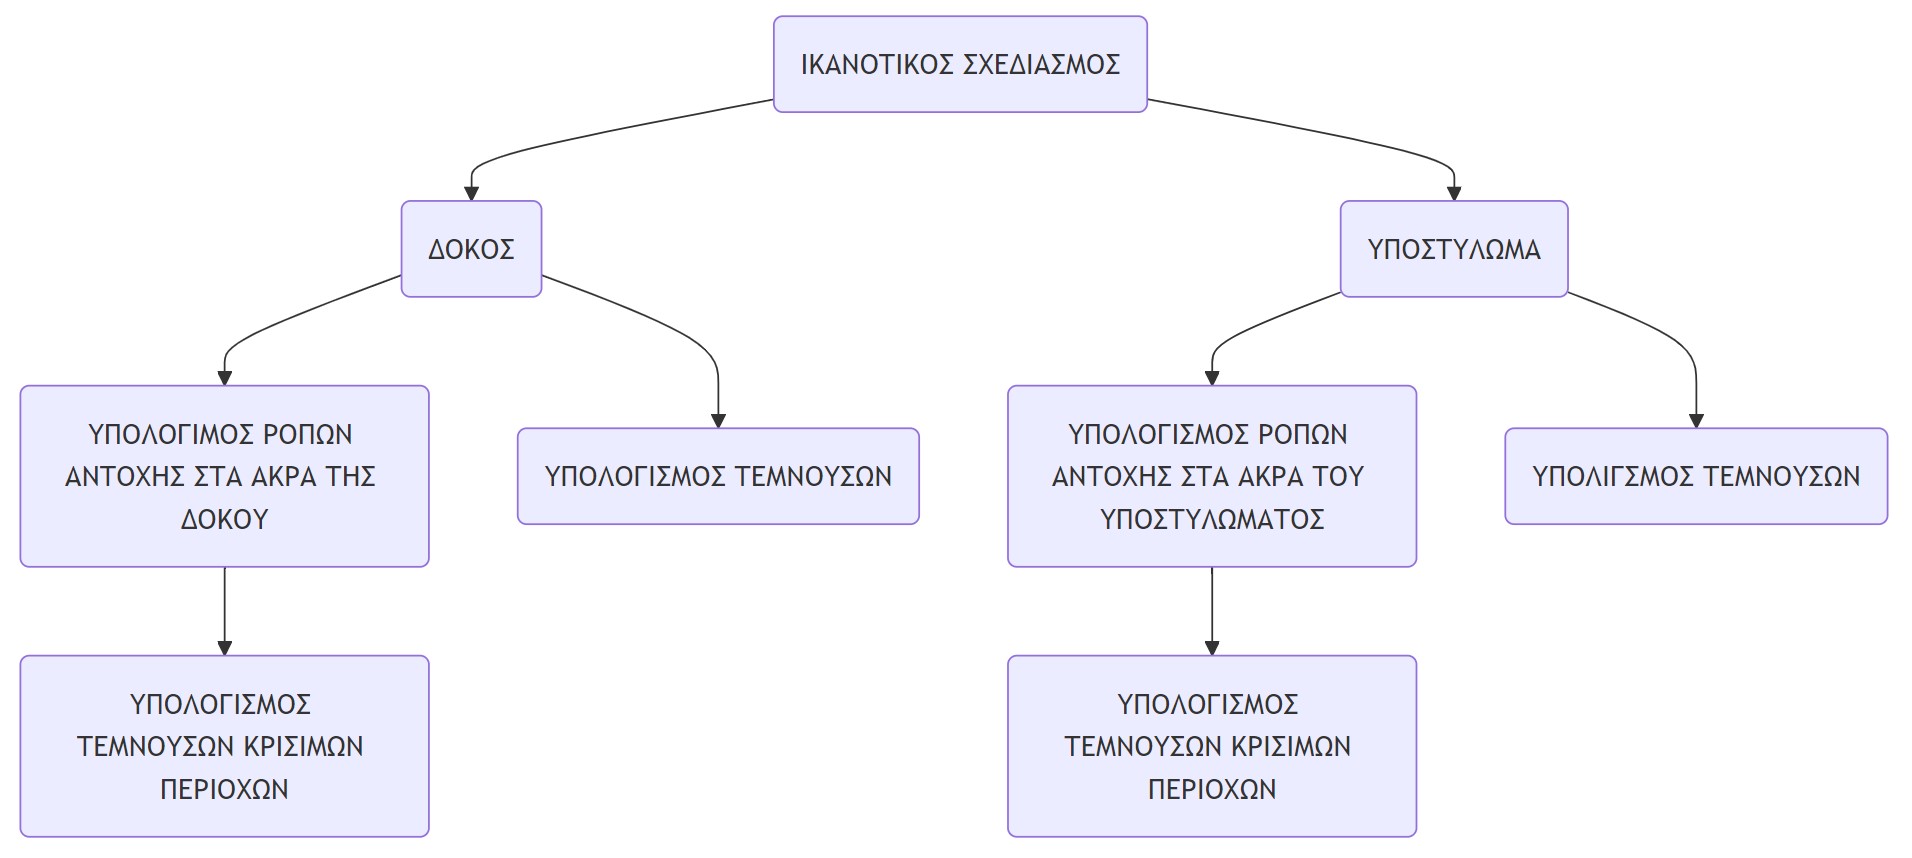 ΙΚΑΝΟΤΙΚΟΣ ΣΧΕΔΙΑΣΜΟΣ
ΔΟΚΟΣ
ΥΠΟΣΤΥΛΩΜΑ
ΥΠΟΛΟΓΙΜΟΣ ΡΟΠΩΝ
ΑΝΤΟΧΗΣ ΣΤΑ ΑΚΡΑ ΤΗΣ
ΔΟΚΟΥ
ΥΠΟΛΟΓΙΣΜΟΣ ΤΕΜΝΟΥΣΩΝ
ΥΠΟΛΟΓΙΣΜΟΣ ΡΟΠΩΝ
ΑΝΤΟΧΗΣ ΣΤΑ ΑΚΡΑ ΤΟΥ
ΥΠΟΣΤΥΛΩΜΑΤΟΣ
ΥΠΟΛΙΓΣΜΟΣ ΤΕΜΝΟΥΣΩΝ
ΥΠΟΛΟΓΙΣΜΟΣ
ΤΕΜΝΟΥΣΩΝ ΚΡΙΣΙΜΩΝ
ΠΕΡΙΟΧΩΝ
ΥΠΟΛΟΓΙΣΜΟΣ
ΤΕΜΝΟΥΣΩΝ ΚΡΙΣΙΜΩΝ
ΠΕΡΙΟΧΩΝ